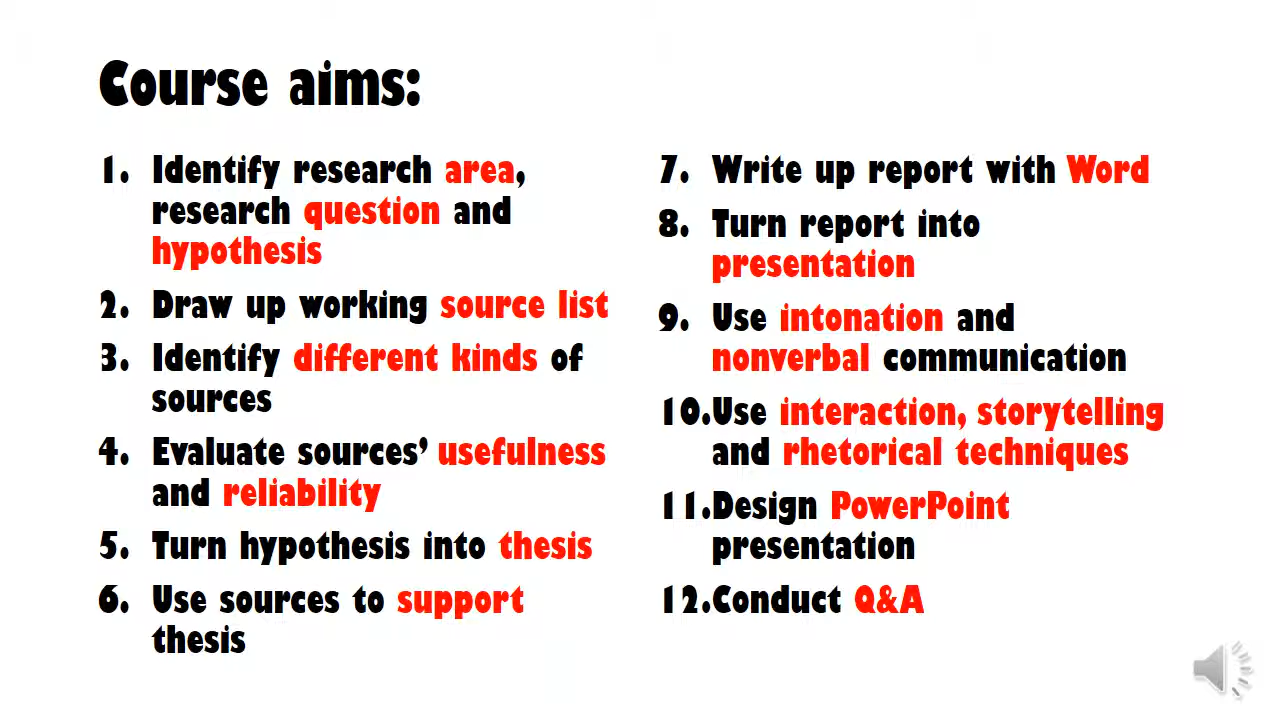 Course aims:
1. Identify research area,
research question and
hypothesis
2. Draw up working source list
3. Identify different kinds of
sources
4. Evaluate sources’ usefulness
and reliability
5. Turn hypothesis into thesis
6. Use sources to support
thesis
7. Write up report with Word
8. Turn report into
presentation
9. Use intonation and
nonverbal communication
10.Use interaction, storytelling
and rhetorical techniques
11.Design PowerPoint
presentation
12.Conduct Q&A